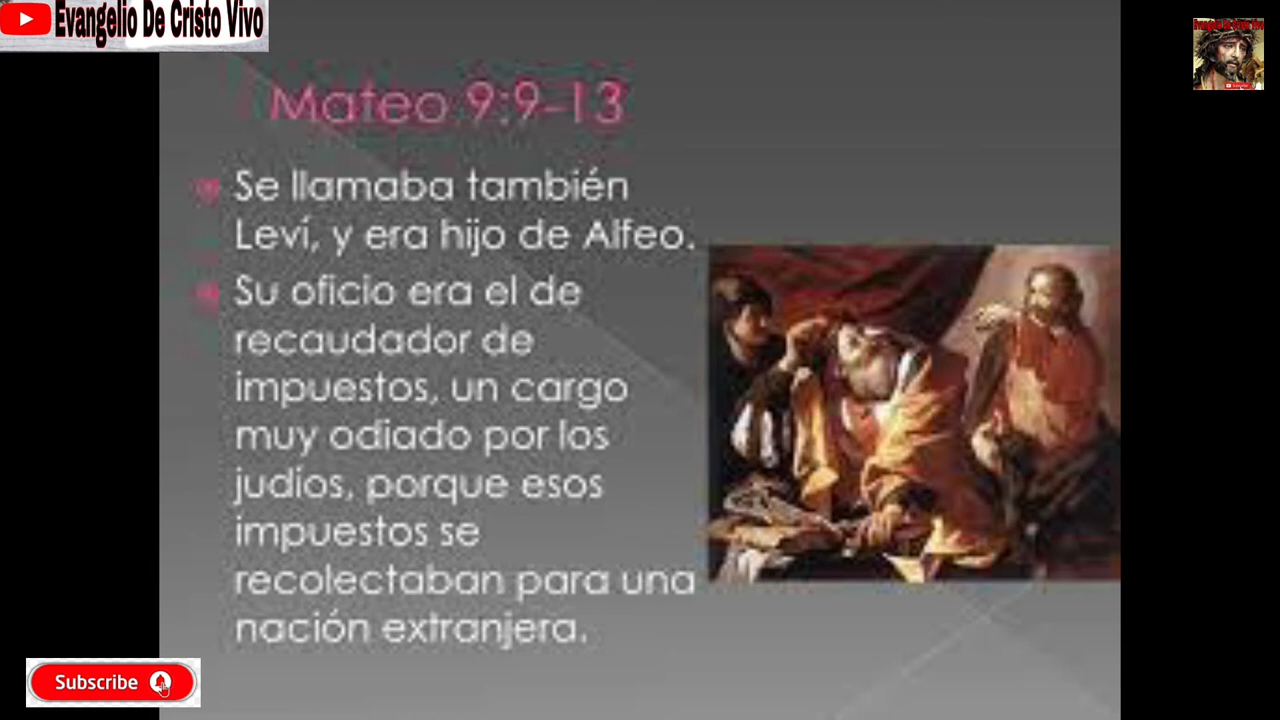 Evangelio De Cristo Vivo
Mateo 9:9-13
Se llamaba también
Leví, y era hijo de Alfeo.
Su oficio era el de
recaudador de
impuestos, un cargo
muy odiado por los
judíos, porque esos
impuestos se
recolectaban para una
nación extranjera.
Subscribe